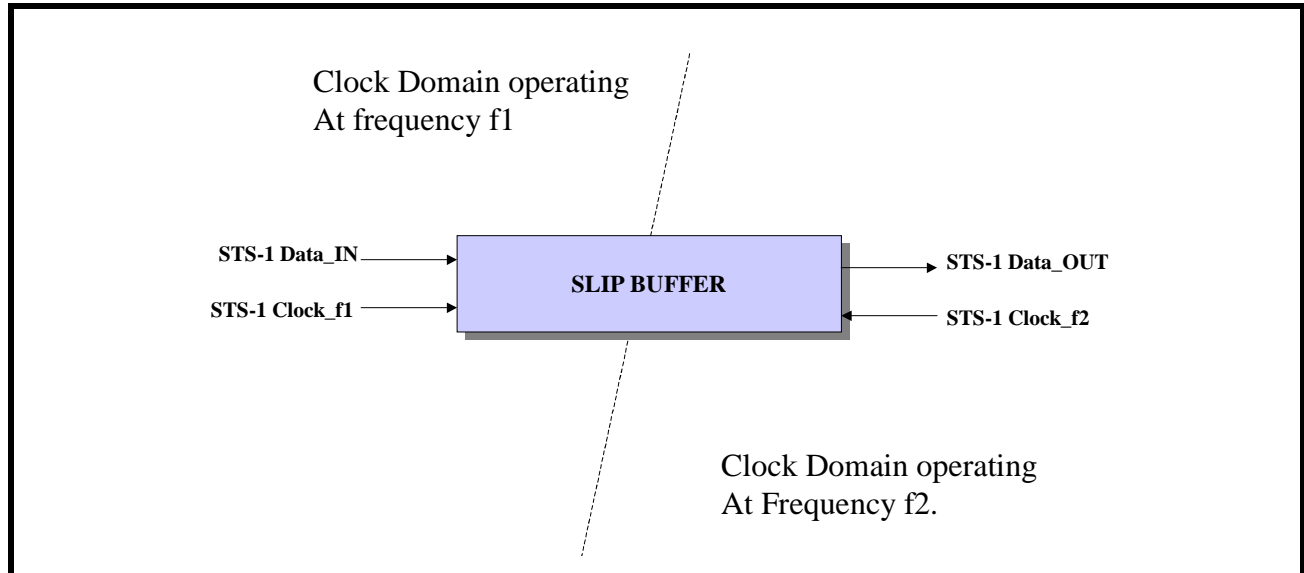 Clock Domain operating
At frequency f1
STS-1 Data_IN
STS-1 Clock_f1
SLIP BUFFER
STS-1 Data_OUT
STS-1 Clock_f2
Clock Domain operating
At Frequency f2.